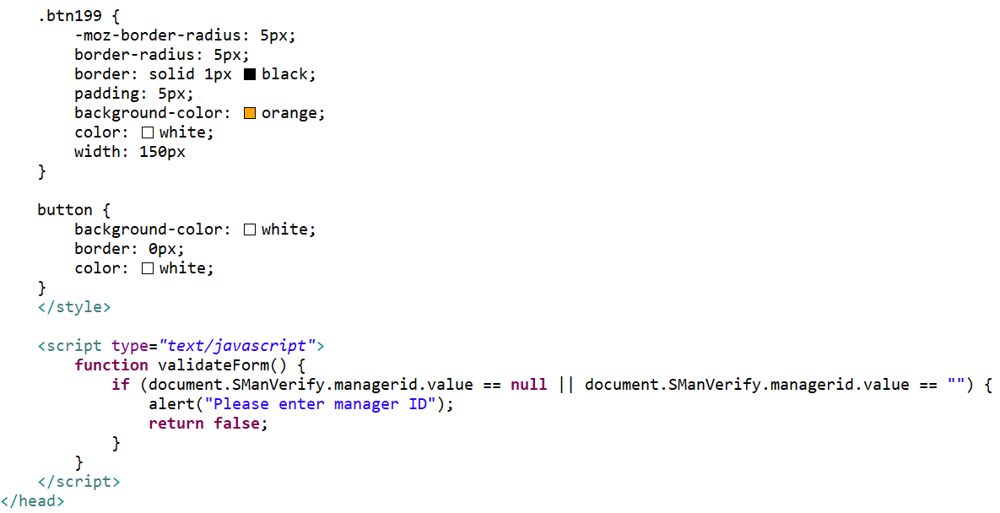 .btn199 {
    -moz-border-radius: 5px;
    border-radius: 5px;
    border: solid 1px black;
    padding: 5px;
    background-color: orange;
    color: white;
    width: 150px
}

button {
    background-color: white;
    border: 0px;
    color: white;
}
</style>

<script type="text/javascript">
    function validateForm() {
        if (document.SManVerify.managerid.value == null || document.SManVerify.managerid.value == "") {
            alert("Please enter manager ID");
            return false;
        }
    }
</script>
</head>